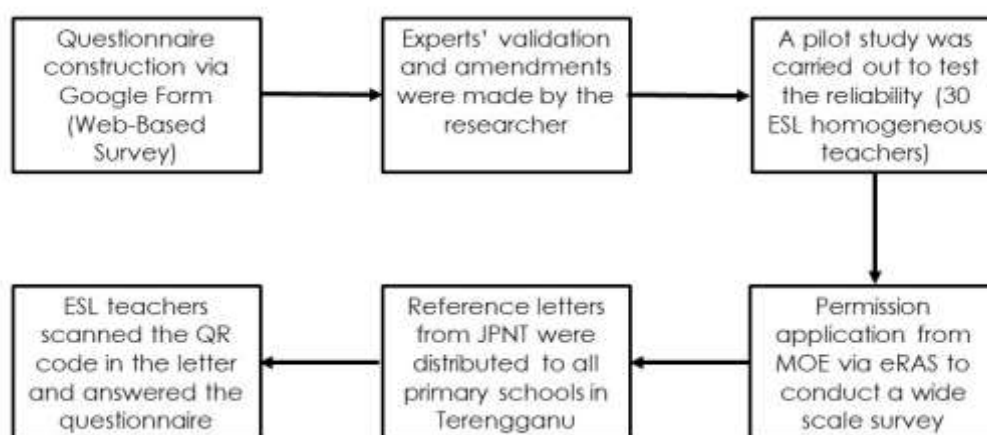 Questionnaire
construction via
Google Form
(Web-Based
Survey)
Experts' validation
and amendments
were made by the
researcher
A pilot study was
carried out to test
the reliability (30
ESL homogeneous
teachers)
Permission
application from
MOE via eRAS to
conduct a wide
scale survey
Reference letters
from JPNT were
distributed to all
primary schools in
Terengganu
ESL teachers
scanned the QR
code in the letter
and answered the
questionnaire